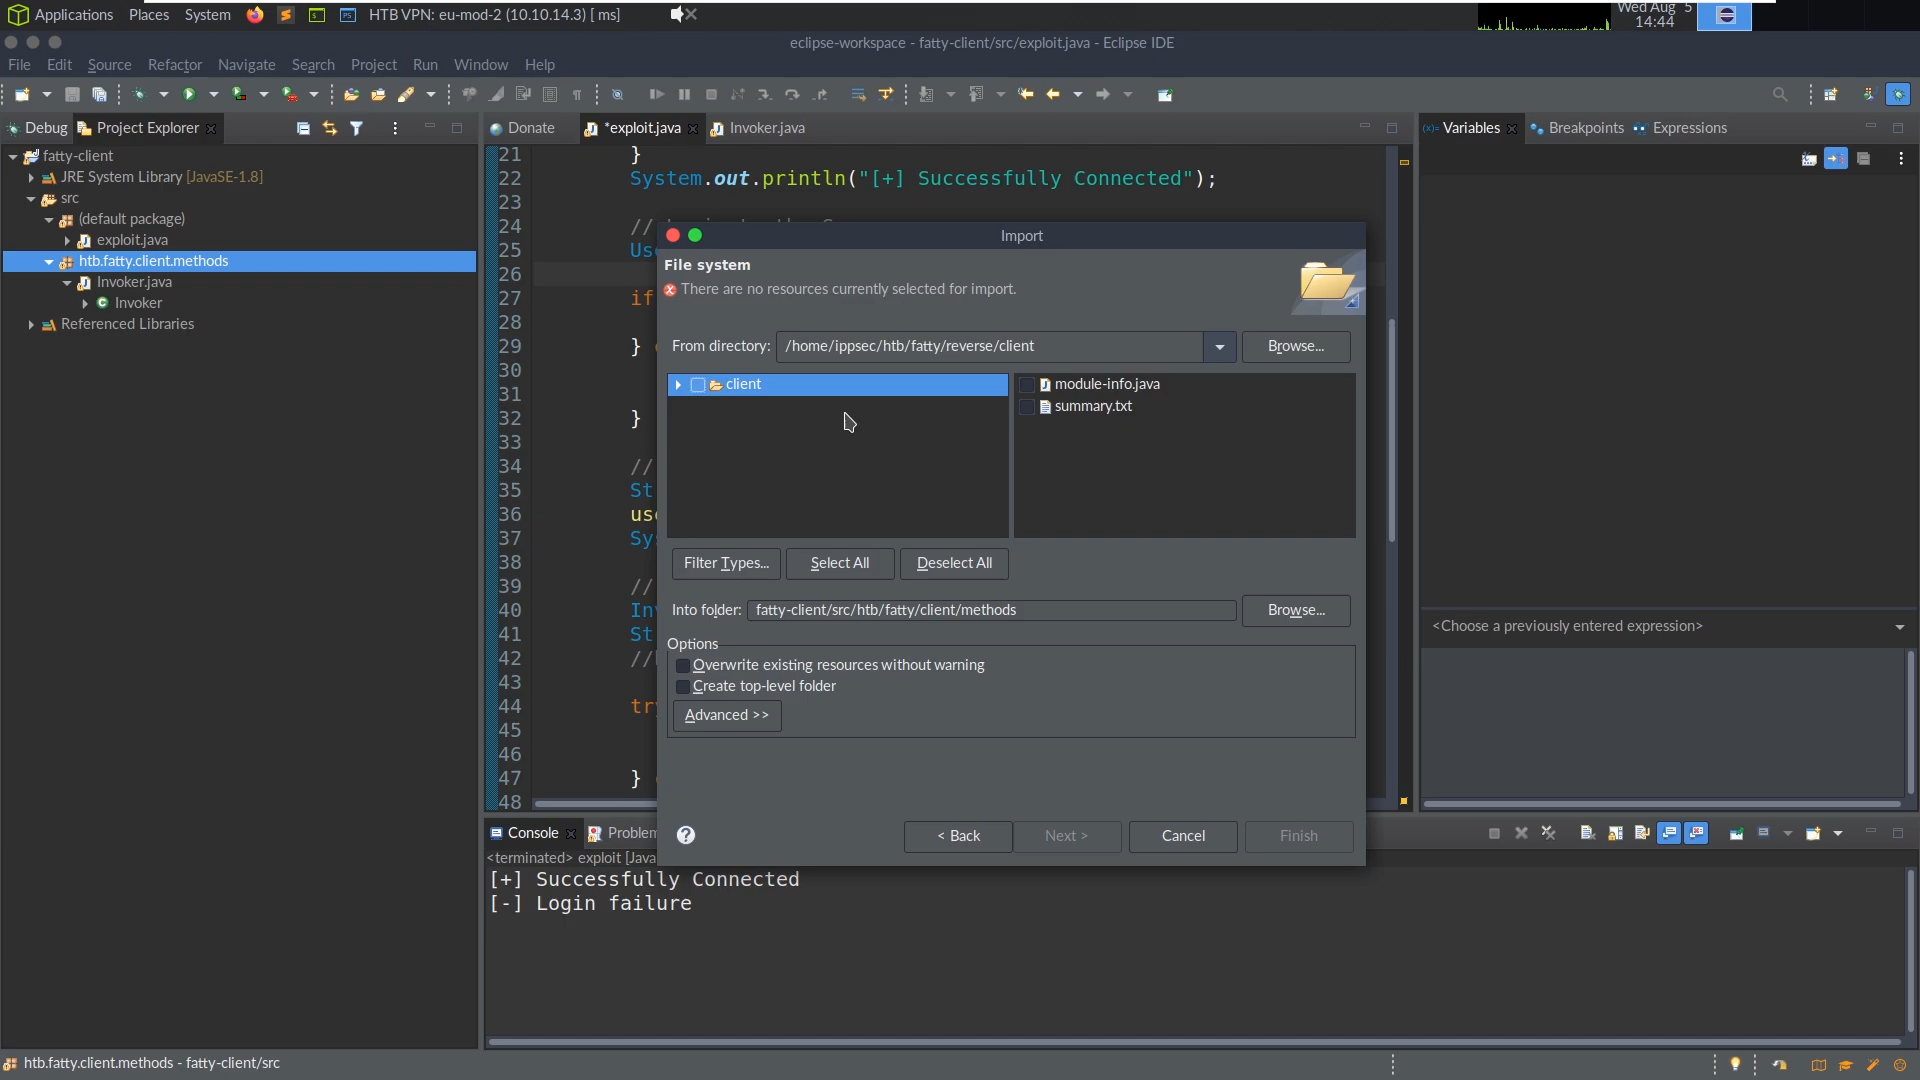 Applications Places System HTB VPN: eu-mod-2 (10.10.14.3) [ ms] Wed Aug 5
14:44
eclipse-workspace - fatty-client/src/exploit.java - Eclipse IDE
File Edit Source Refactor Navigate Search Project Run Window Help
Debug Project Explorer
fatty-client
JRE System Library [JavaSE-1.8]
src
(default package)
exploit.java
htb.fatty.client.methods
Invoker.java
Invoker
Referenced Libraries
Donate *exploit.java Invoker.java
21 }
22 System.out.println("[+] Successfully Connected");
23
24 //
25 Use
26
27 if
28
29 }
30
31
32 }
33
34 //
35 St
36 use
37 Sys
38
39 //
40 In
41 St
42 //
43
44 try
45
46
47 }
48
Import
File system
There are no resources currently selected for import.
From directory: /home/ippsec/htb/fatty/reverse/client Browse...
client
module-info.java
summary.txt
Filter Types... Select All Deselect All
Into folder: fatty-client/src/htb/fatty/client/methods Browse...
Options
Overwrite existing resources without warning
Create top-level folder
Advanced >>
? < Back Next > Cancel Finish
Variables Breakpoints Expressions
<Choose a previously entered expression>
Console Problem
<terminated> exploit [Java
[+] Successfully Connected
[-] Login failure
htb.fatty.client.methods - fatty-client/src